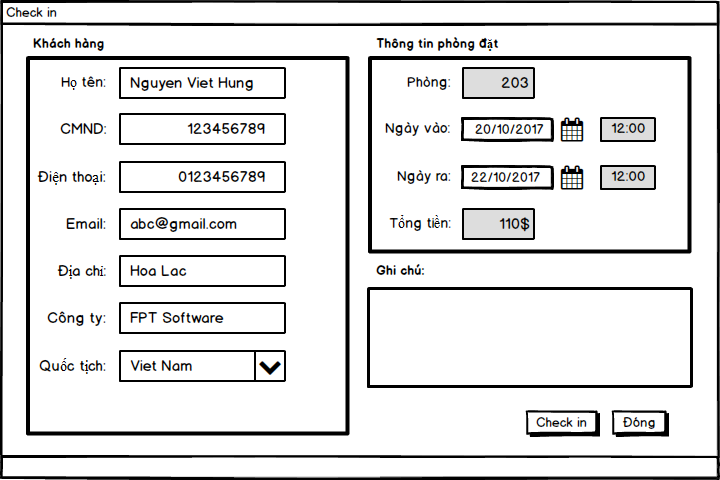 Check in
Khách hàng
Họ tên: Nguyen Viet Hung
CMND: 123456789
Điện thoại: 0123456789
Email: abc@gmail.com
Địa chỉ: Hoa Lac
Công ty: FPT Software
Quốc tịch: Viet Nam
Thông tin phòng đặt
Phòng: 203
Ngày vào: 20/10/2017 12:00
Ngày ra: 22/10/2017 12:00
Tổng tiền: 110$
Ghi chú:
Check in Đóng